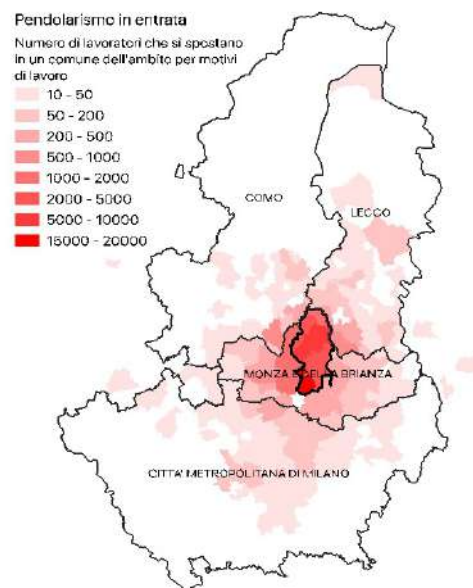 Pendolarismo in entrata
Numero di lavoratori che si spostano
in un comune dell'ambito per motivi
di lavoro
10 - 50
50 - 200
200 - 500
500 - 1000
1000 - 2000
2000 - 5000
5000 - 10000
15000 - 20000
COMO
LECCO
MONZA E DELLA BRIANZA
CITTA' METROPOLITANA DI MILANO